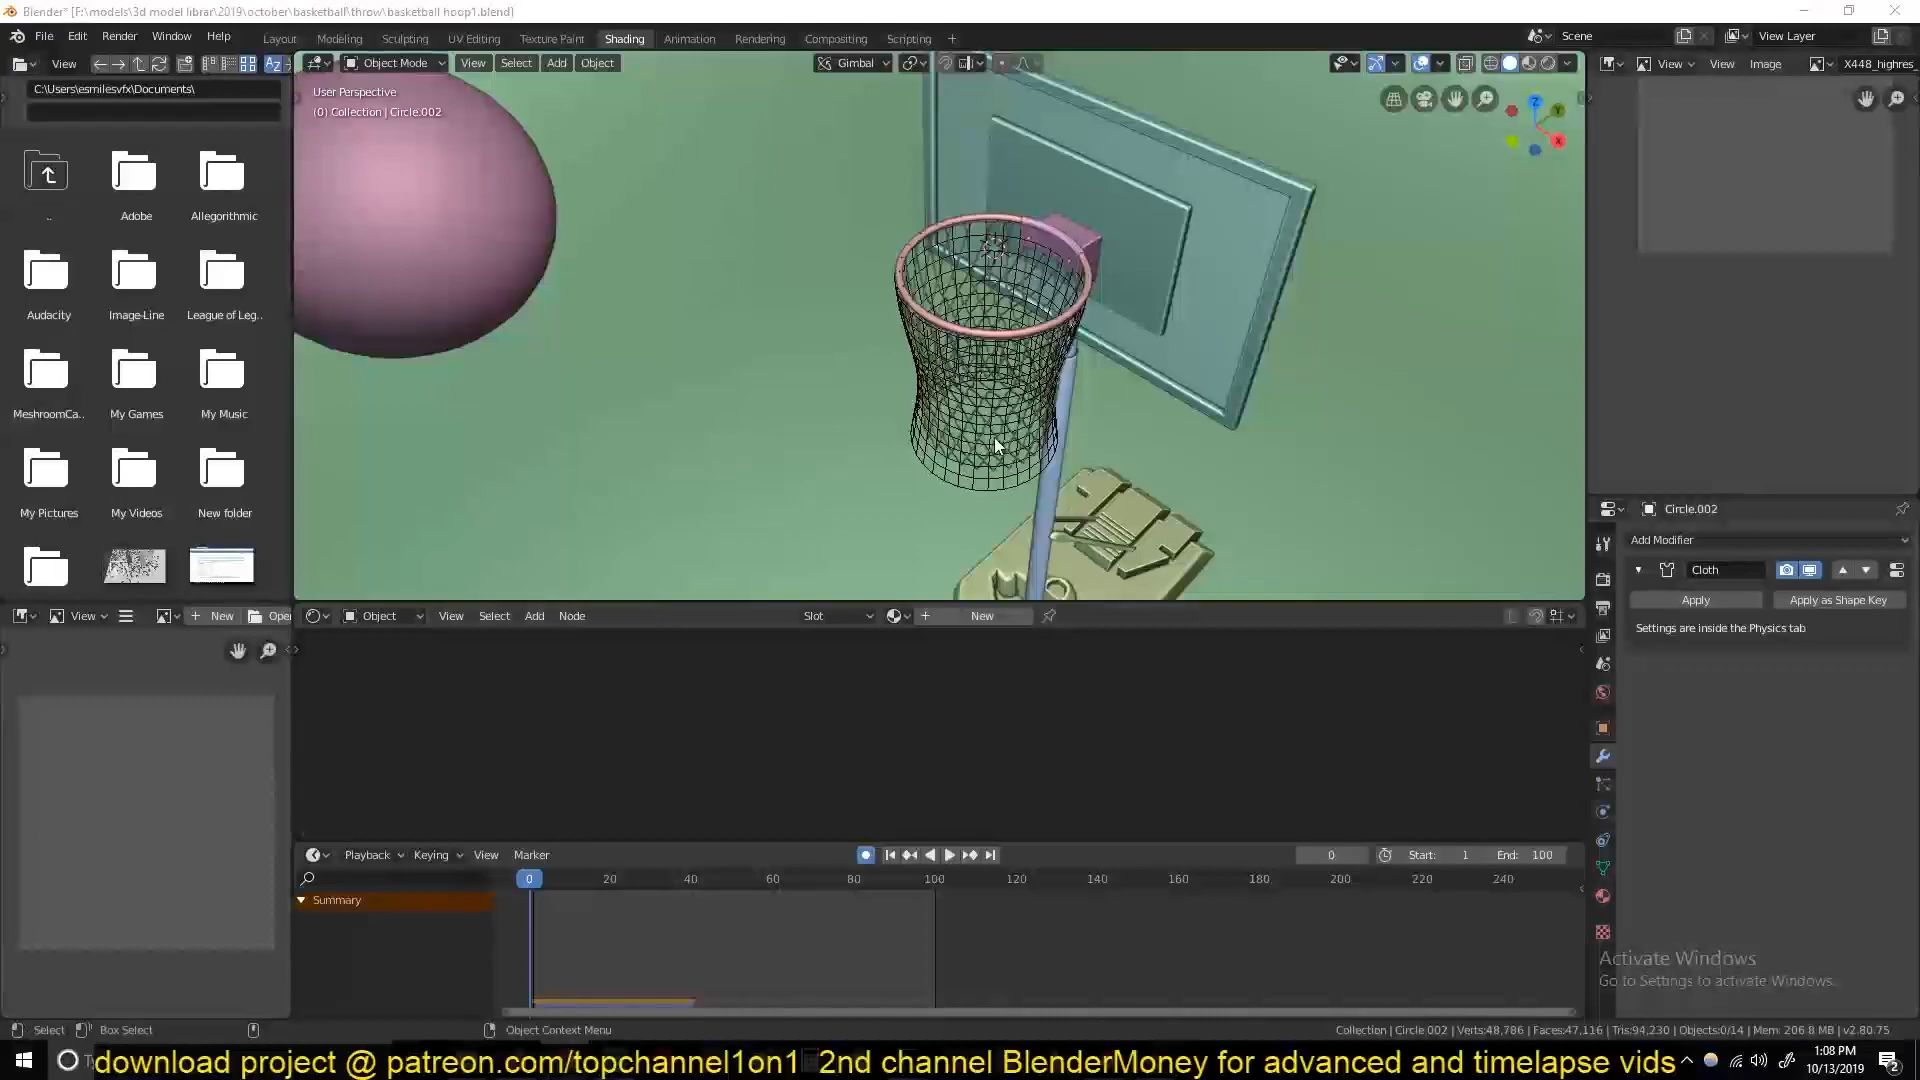 Blender* [F:\models\3d model librar\2019\october\basketball\throw\basketball hoop1.blend]
File Edit Render Window Help Layout Modeling Sculpting UV Editing Texture Paint Shading Animation Rendering Compositing Scripting + Scene View Layer
View Object Mode View Select Add Object Gimbal View View Image X448_highres_
C:\Users\esmilesvfx\Documents\
User Perspective
(0) Collection | Circle.002
Z Y X
.. Adobe Allegorithmic
Audacity Image-Line League of Leg..
MeshroomCa.. My Games My Music
My Pictures My Videos New folder
Circle.002
Add Modifier
Cloth
Apply Apply as Shape Key
Settings are inside the Physics tab
View + New Ope Object View Select Add Node Slot + New
Playback Keying View Marker 0 Start: 1 End: 100
0 20 40 60 80 100 120 140 160 180 200 220 240
Summary
Activate Windows
Go to Settings to activate Windows.
Select Box Select Object Context Menu Collection | Circle.002 | Verts:48,786 | Faces:47,116 | Tris:94,230 | Objects:0/14 | Mem: 206.8 MB | v2.80.75
download project @ patreon.com/topchannel1on1 2nd channel BlenderMoney for advanced and timelapse vids
1:08 PM
10/13/2019
2